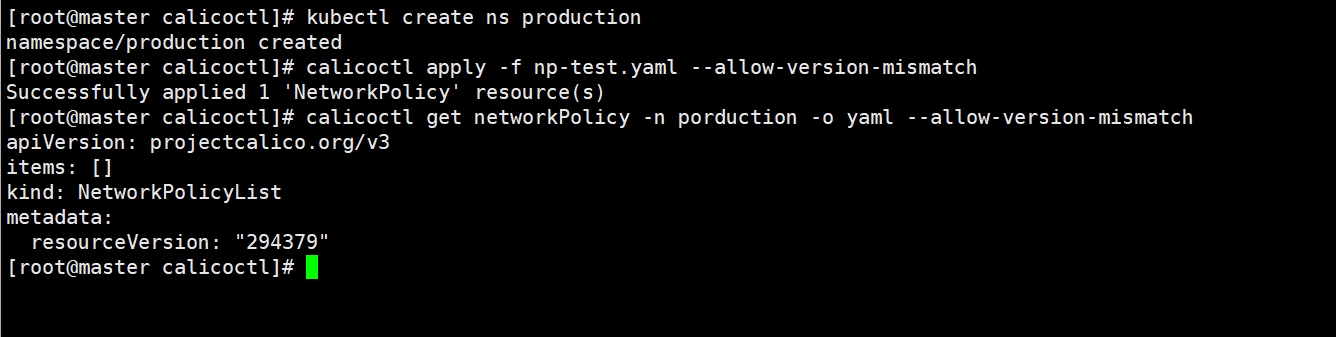 [root@master calicoctl]# kubectl create ns production
namespace/production created
[root@master calicoctl]# calicoctl apply -f np-test.yaml --allow-version-mismatch
Successfully applied 1 'NetworkPolicy' resource(s)
[root@master calicoctl]# calicoctl get networkPolicy -n porduction -o yaml --allow-version-mismatch
apiVersion: projectcalico.org/v3
items: []
kind: NetworkPolicyList
metadata:
  resourceVersion: "294379"
[root@master calicoctl]#